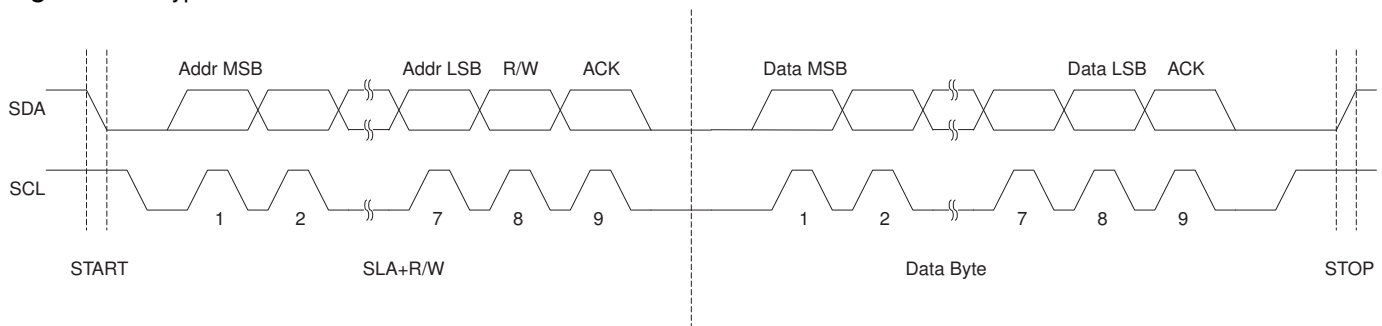 Addr MSB Addr LSB R/W ACK Data MSB Data LSB ACK
SDA
SCL
1 2 7 8 9 1 2 7 8 9
START SLA+R/W Data Byte STOP